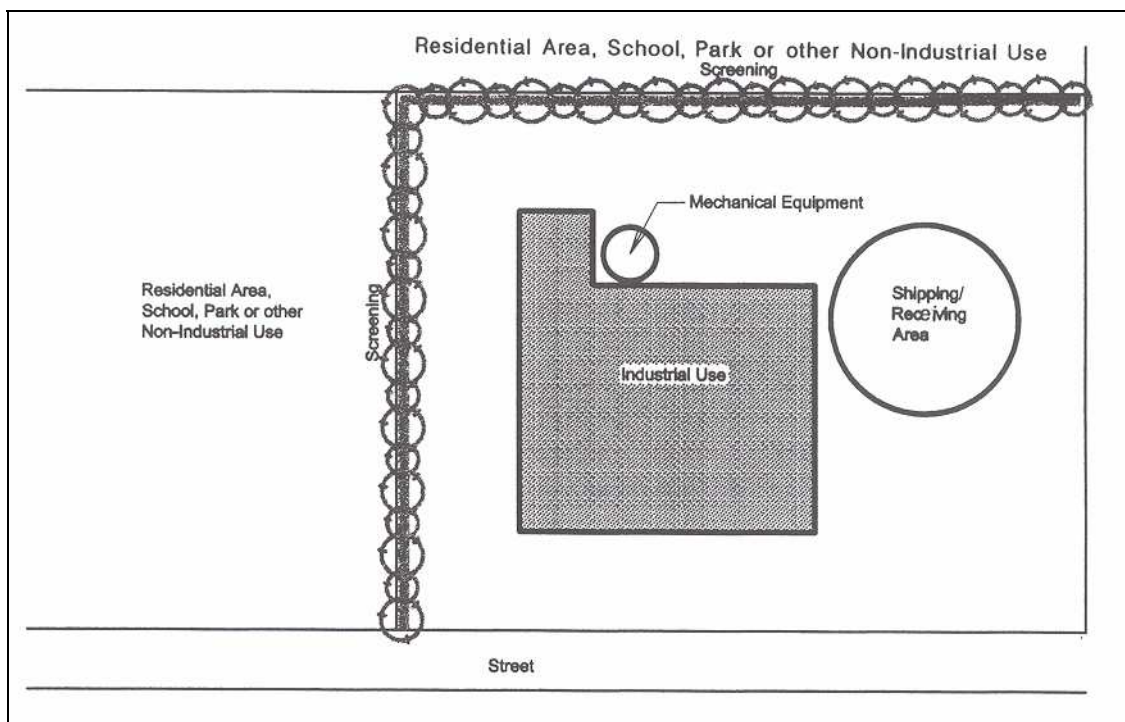 Residential Area, School, Park or other Non-Industrial Use
Screening
Mechanical Equipment
Residential Area,
School, Park or other
Non-Industrial Use
Screening
Shipping/
Receiving
Area
Industrial Use
Street